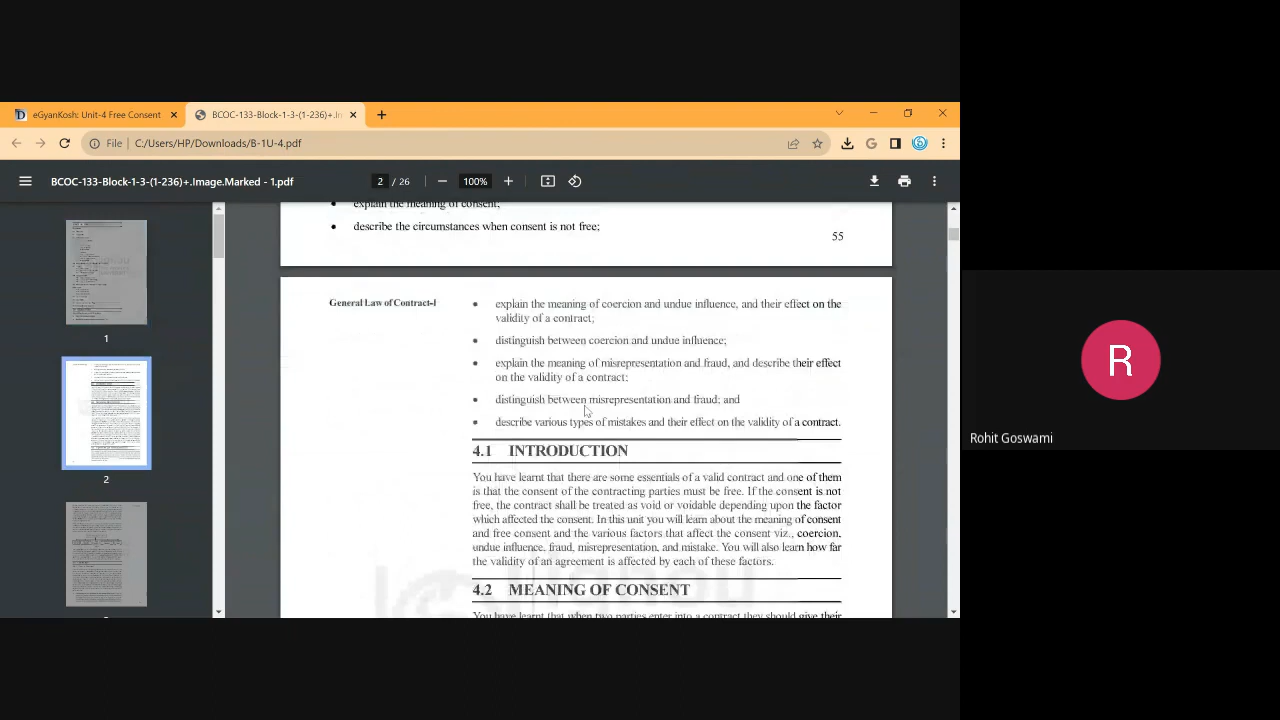 eGyanKosh: Unit-4 Free Consent
BCOC-133-Block-1-3-(1-236)+.In
File | C:/Users/HP/Downloads/B-1U-4.pdf
BCOC-133-Block-1-3-(1-236)+.Image.Marked - 1.pdf
2 / 26
100%
• explain the meaning of consent;
• describe the circumstances when consent is not free;
55
General Law of Contract-I
• explain the meaning of coercion and undue influence, and their effect on the
validity of a contract;
• distinguish between coercion and undue influence;
• explain the meaning of misrepresentation and fraud, and describe their effect
on the validity of a contract;
• distinguish between misrepresentation and fraud; and
• describe various types of mistakes and their effect on the validity of a contract.
4.1 INTRODUCTION
You have learnt that there are some essentials of a valid contract and one of them
is that the consent of the contracting parties must be free. If the consent is not
free, the contract shall be treated as void or voidable depending upon the factor
which affected the consent. In this unit you will learn about the meaning of consent
and free consent and the various factors that affect the consent viz., coercion,
undue influence, fraud, misrepresentation, and mistake. You will also learn how far
the validity of an agreement is affected by each of these factors.
4.2 MEANING OF CONSENT
You have learnt that when two parties enter into a contract they should give their
1
2
R
Rohit Goswami